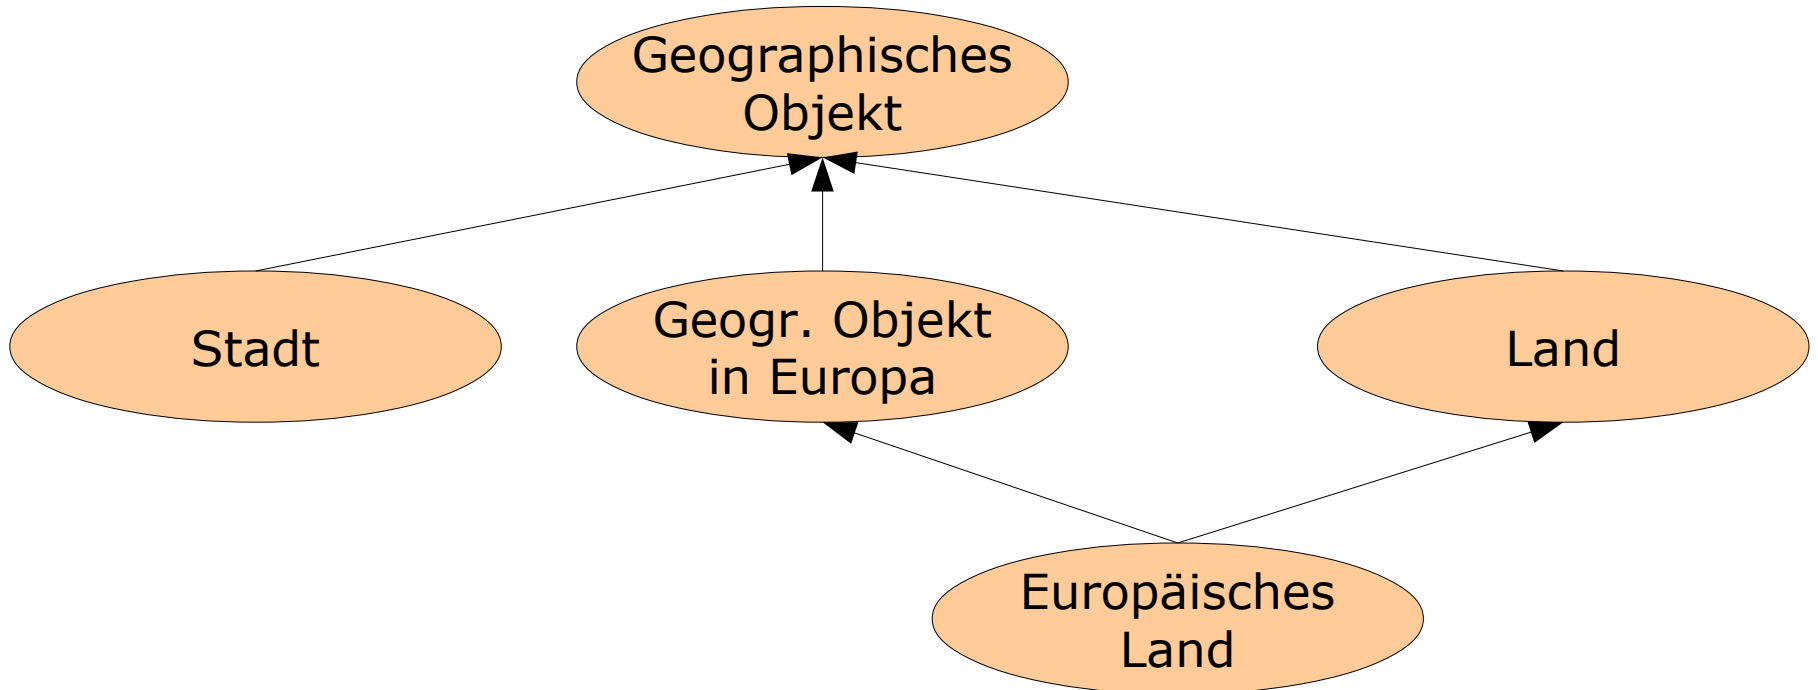 Geographisches
Objekt
Stadt
Geogr. Objekt
in Europa
Land
Europäisches
Land